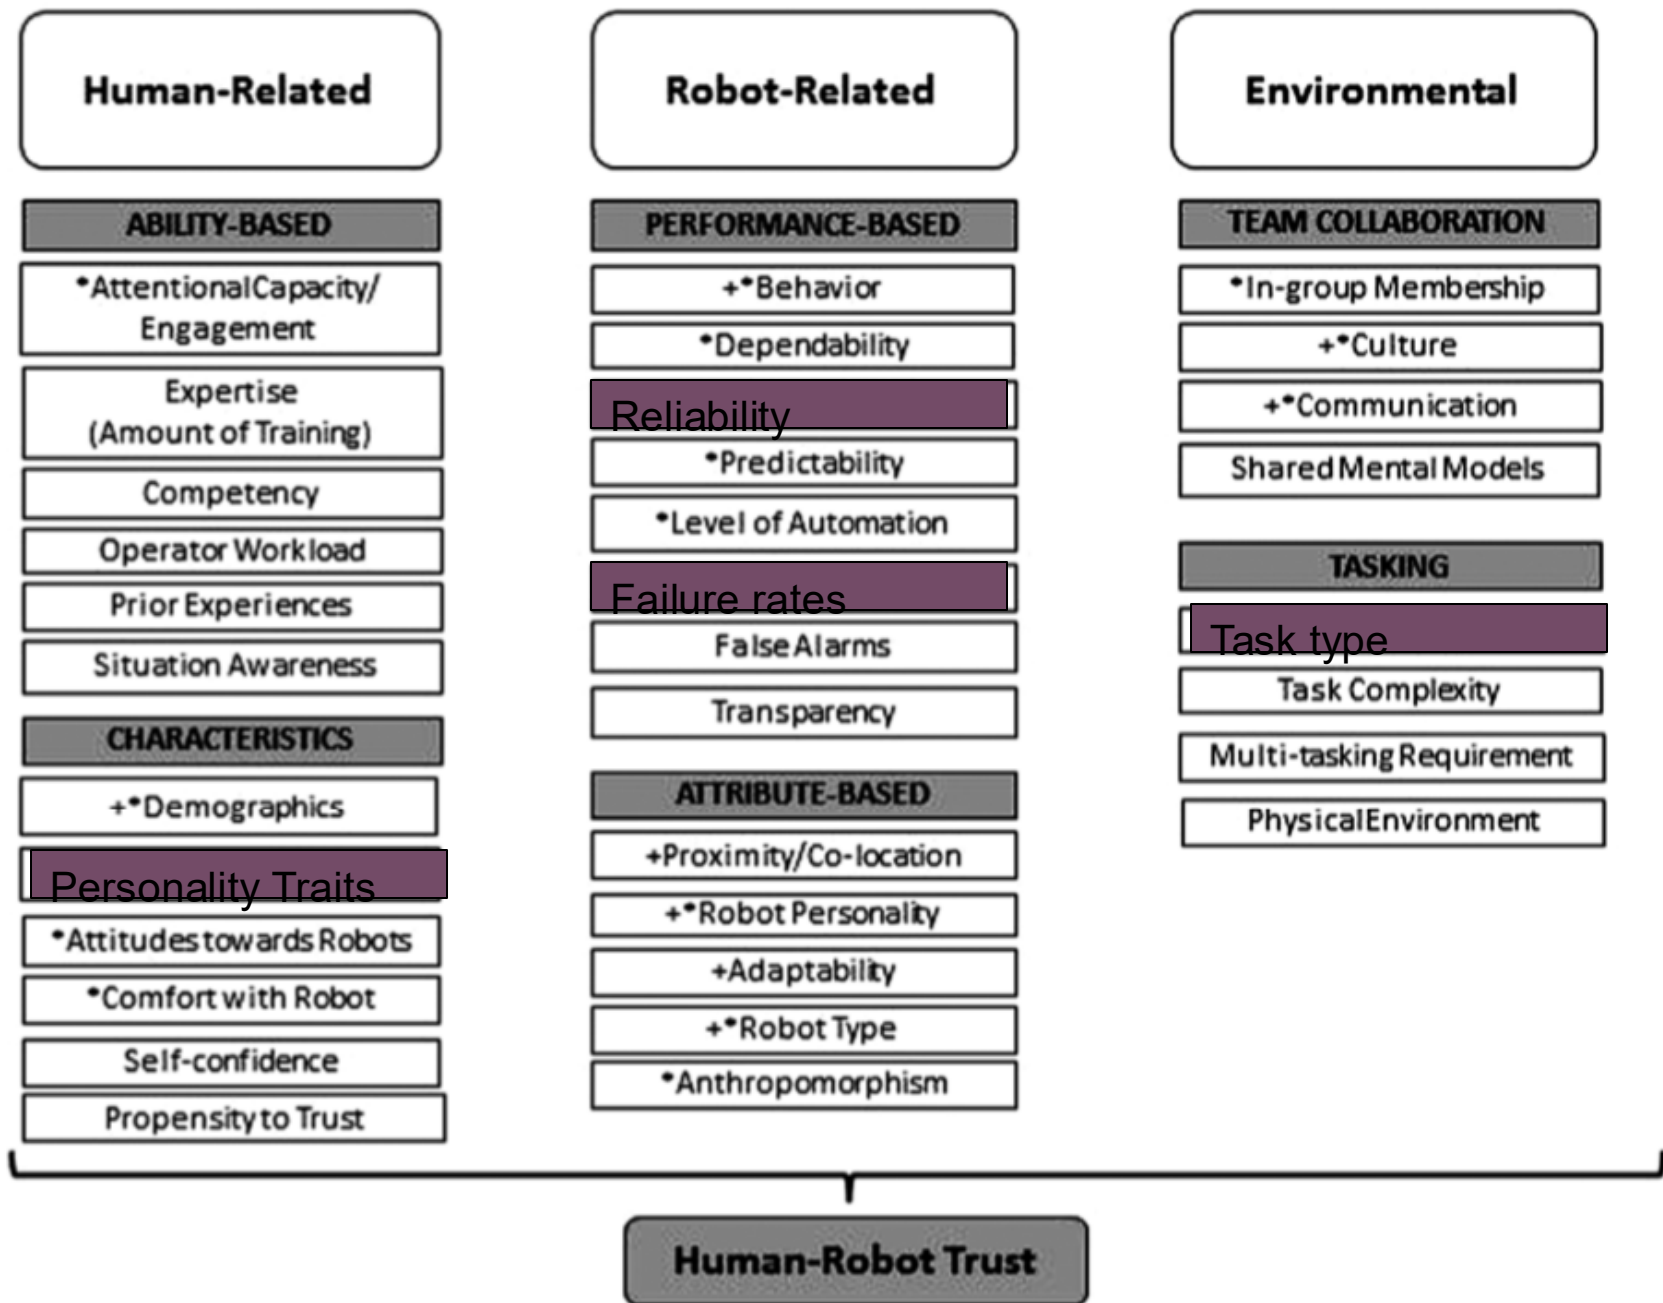 Human-Related
ABILITY-BASED
*Attentional Capacity/
Engagement
Expertise
(Amount of Training)
Competency
Operator Workload
Prior Experiences
Situation Awareness
CHARACTERISTICS
+*Demographics
Personality Traits
*Attitudes towards Robots
*Comfort with Robot
Self-confidence
Propensity to Trust
Robot-Related
PERFORMANCE-BASED
+*Behavior
*Dependability
Reliability
*Predictability
*Level of Automation
Failure rates
False Alarms
Transparency
ATTRIBUTE-BASED
+Proximity/Co-location
+*Robot Personality
+Adaptability
+*Robot Type
*Anthropomorphism
Environmental
TEAM COLLABORATION
*In-group Membership
+*Culture
+*Communication
Shared Mental Models
TASKING
Task type
Task Complexity
Multi-tasking Requirement
Physical Environment
Human-Robot Trust